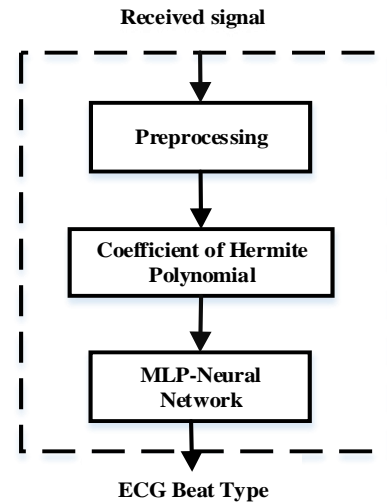 Received signal
Preprocessing
Coefficient of Hermite
Polynomial
MLP-Neural
Network
ECG Beat Type